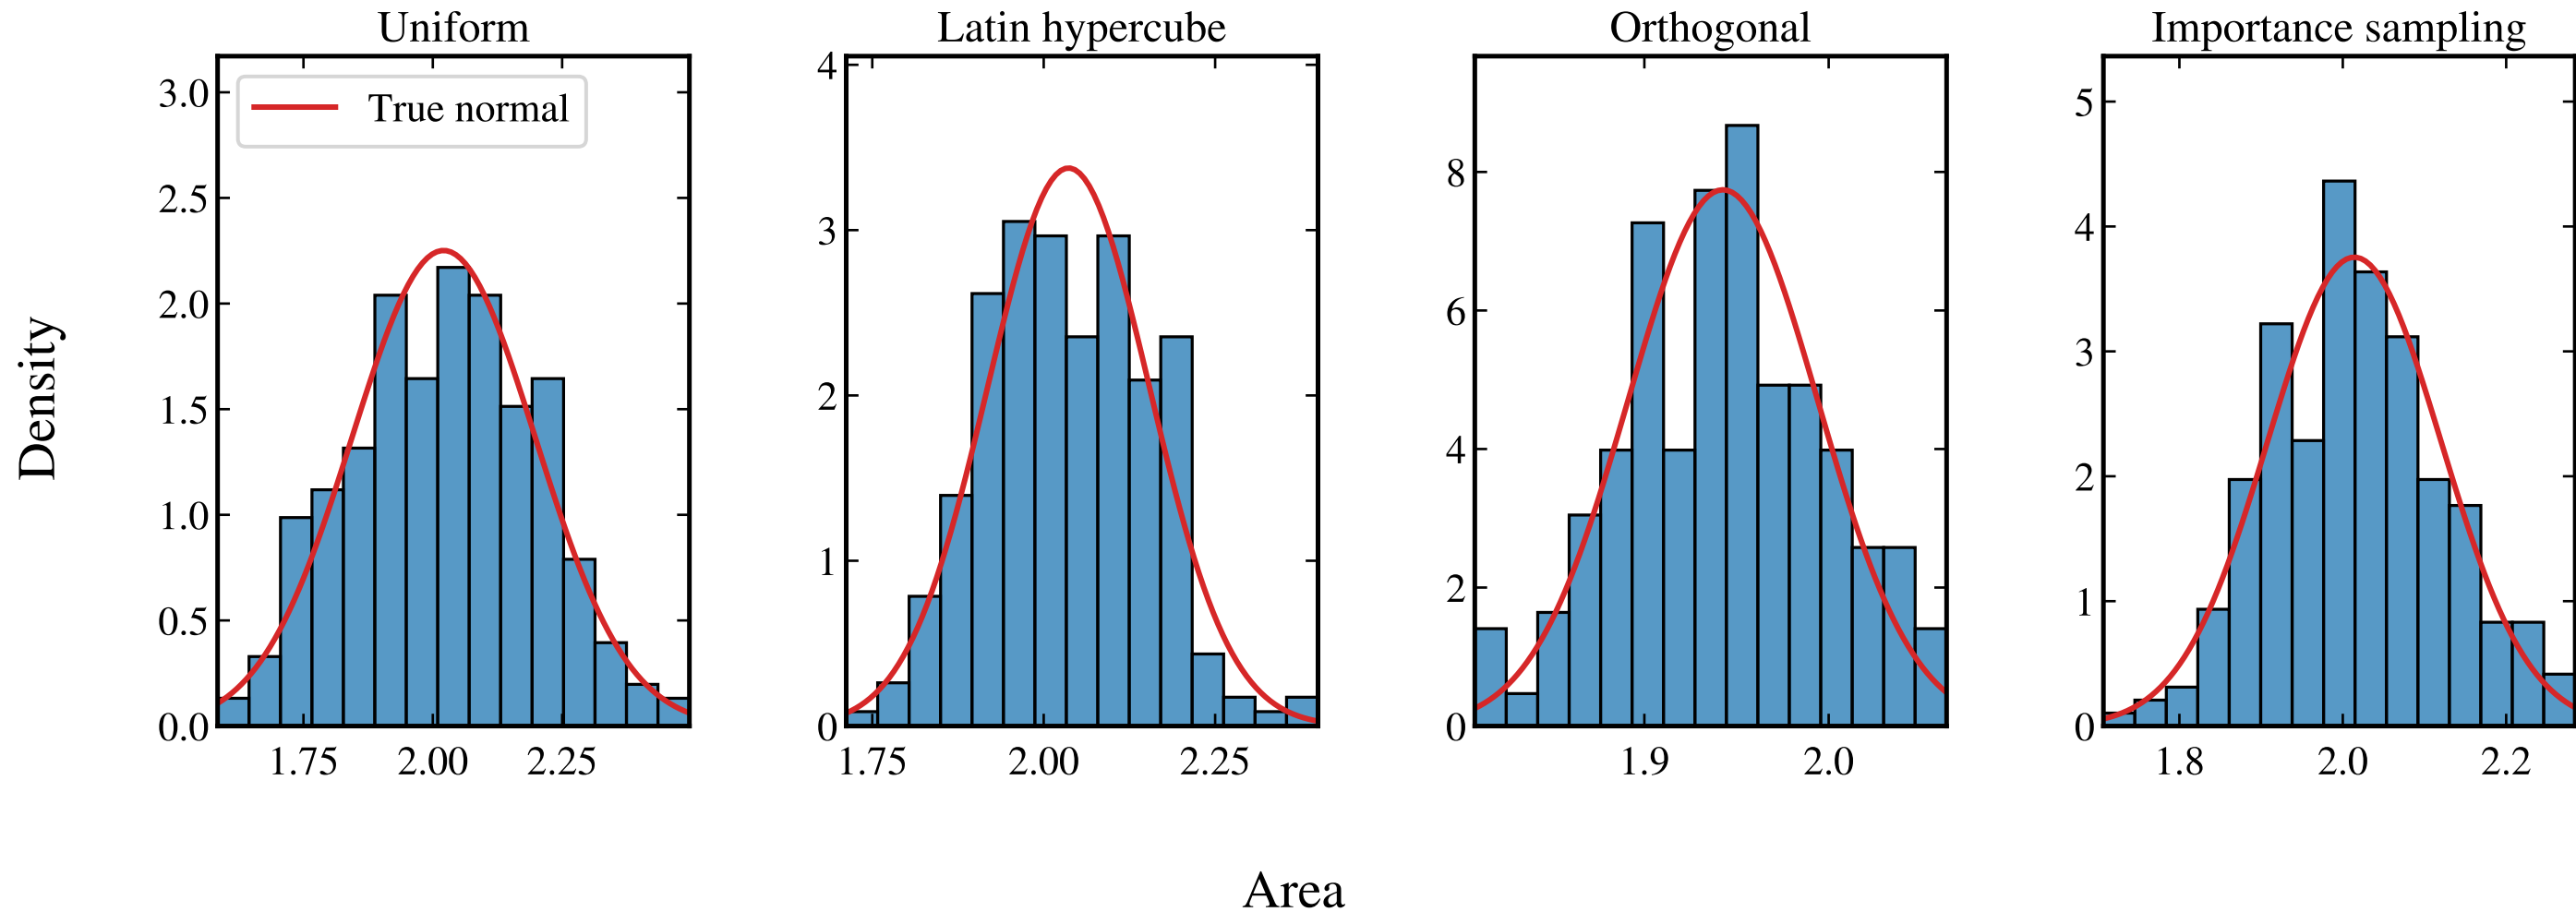 Uniform
Latin hypercube
Orthogonal
Importance sampling
True normal
Density
3.0
2.5
2.0
1.5
1.0
0.5
0.0
1.75 2.00 2.25
4
3
2
1
0
1.75 2.00 2.25
8
6
4
2
0
1.9 2.0
5
4
3
2
1
0
1.8 2.0 2.2
Area